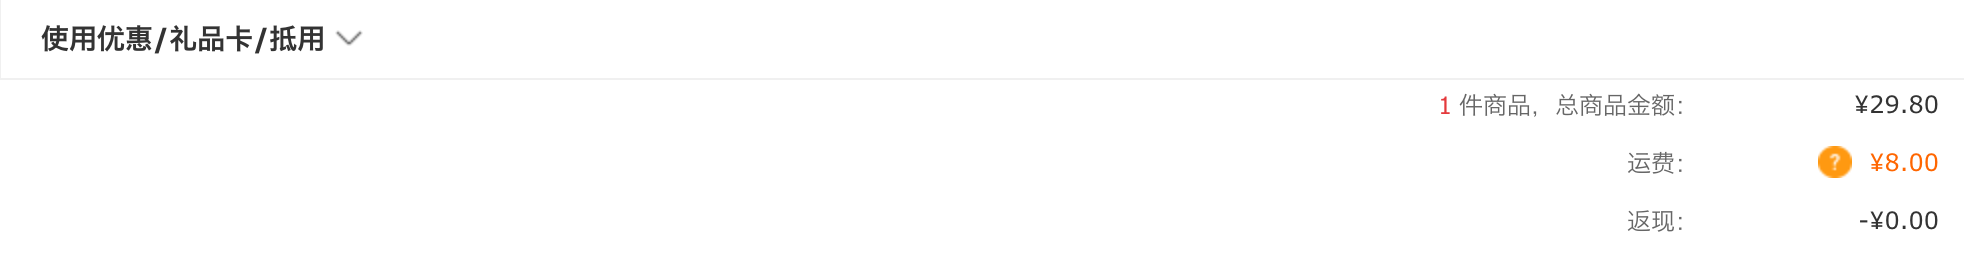 使用优惠/礼品卡/抵用
1 件商品，总商品金额： ¥29.80
运费： ? ¥8.00
返现： -¥0.00